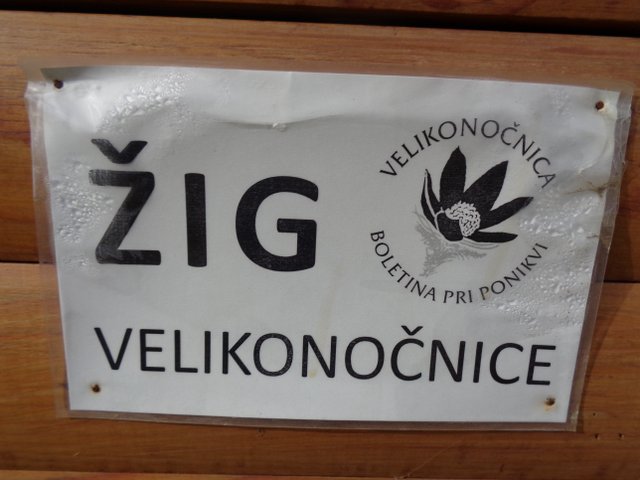 ŽIG
VELIKONOČNICA
BOLETINA PRI PONIKVI
VELIKONOČNICE